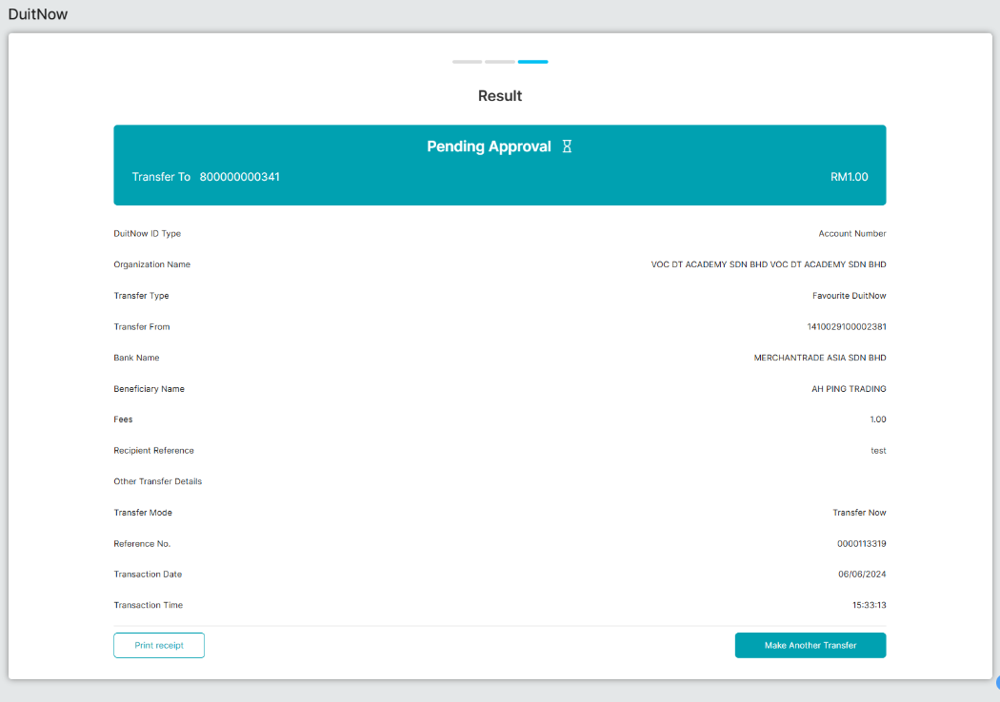 DuitNow
Result
Pending Approval
Transfer To 800000000341 RM1.00
DuitNow ID Type Account Number
Organization Name VOC DT ACADEMY SDN BHD VOC DT ACADEMY SDN BHD
Transfer Type Favourite DuitNow
Transfer From 1410029100002381
Bank Name MERCHANTRADE ASIA SDN BHD
Beneficiary Name AH PING TRADING
Fees 1.00
Recipient Reference test
Other Transfer Details
Transfer Mode Transfer Now
Reference No. 0000113319
Transaction Date 06/06/2024
Transaction Time 15:33:13
Print receipt Make Another Transfer